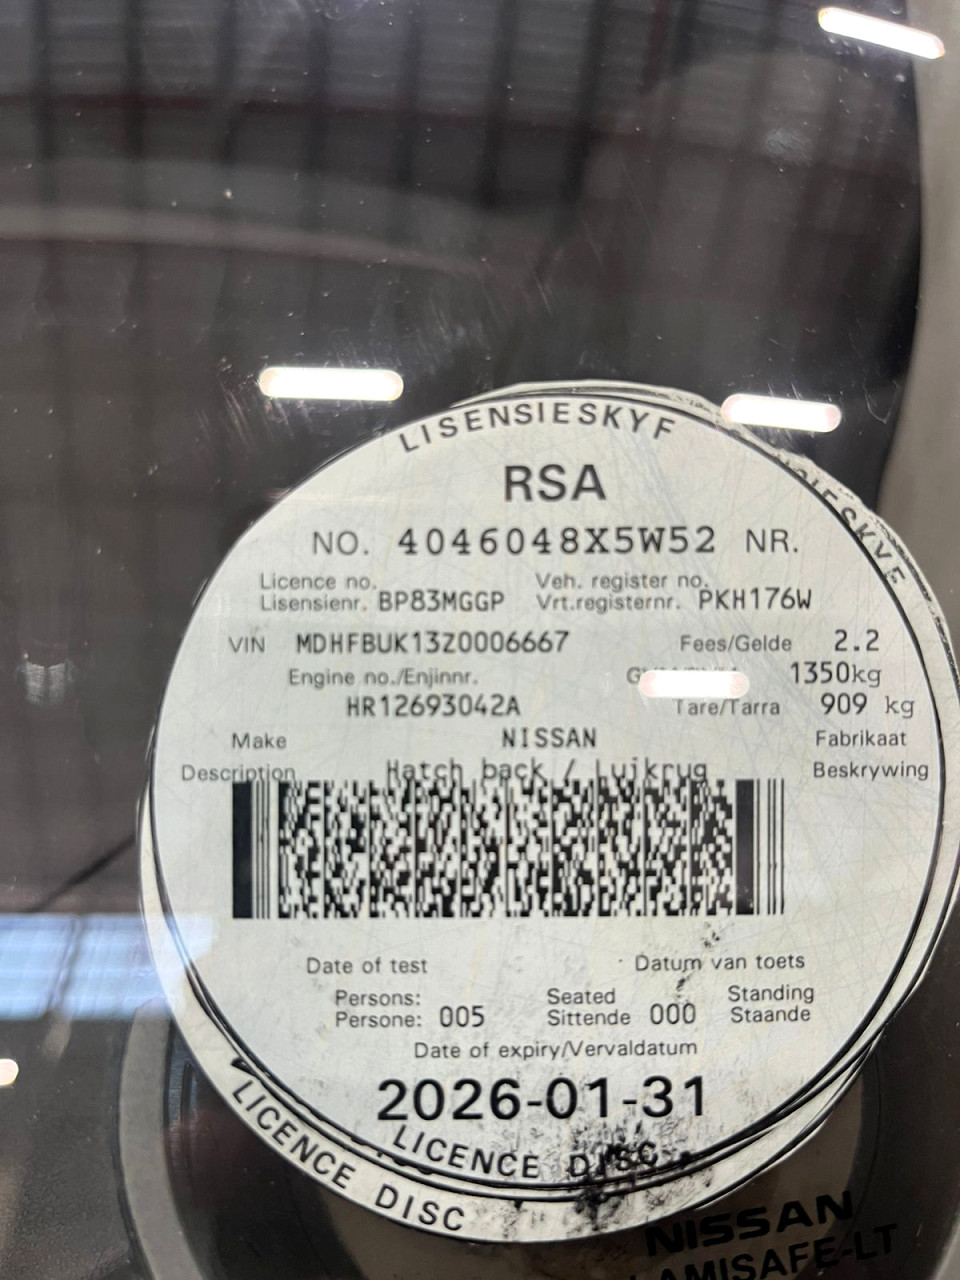 LISENSIESKYF
RSA
NO. 4046048X5W52 NR.
Licence no. Veh. register no.
Lisensienr. BP83MGGP Vrt.registernr. PKH176W
VIN MDHFBUK13Z0006667 Fees/Gelde 2.2
Engine no./Enjinnr. 1350kg
HR12693042A Tare/Tarra 909 kg
Make NISSAN Fabrikaat
Description Hatch back / Luikrug Beskrywing
Date of test Datum van toets
Persons: Seated Standing
Persone: 005 Sittende 000 Staande
Date of expiry/Vervaldatum
2026-01-31
LICENCE DISC
LICENCE DISC
NISSAN